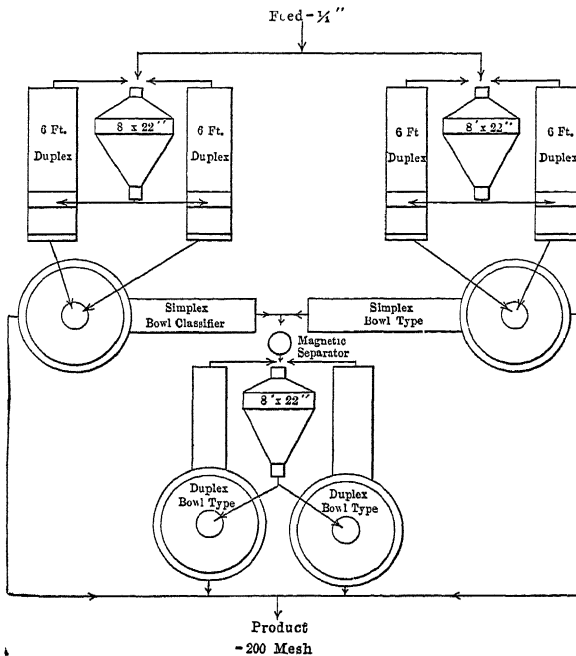 Feed - ¼"
6 Ft.
Duplex
8' x 22"
6 Ft.
Duplex
6 Ft
Duplex
8' x 22"
6 Ft.
Duplex
Simplex
Bowl Classifier
Simplex
Bowl Type
Magnetic
Separator
8' x 22"
Duplex
Bowl Type
Duplex
Bowl Type
Product
- 200 Mesh